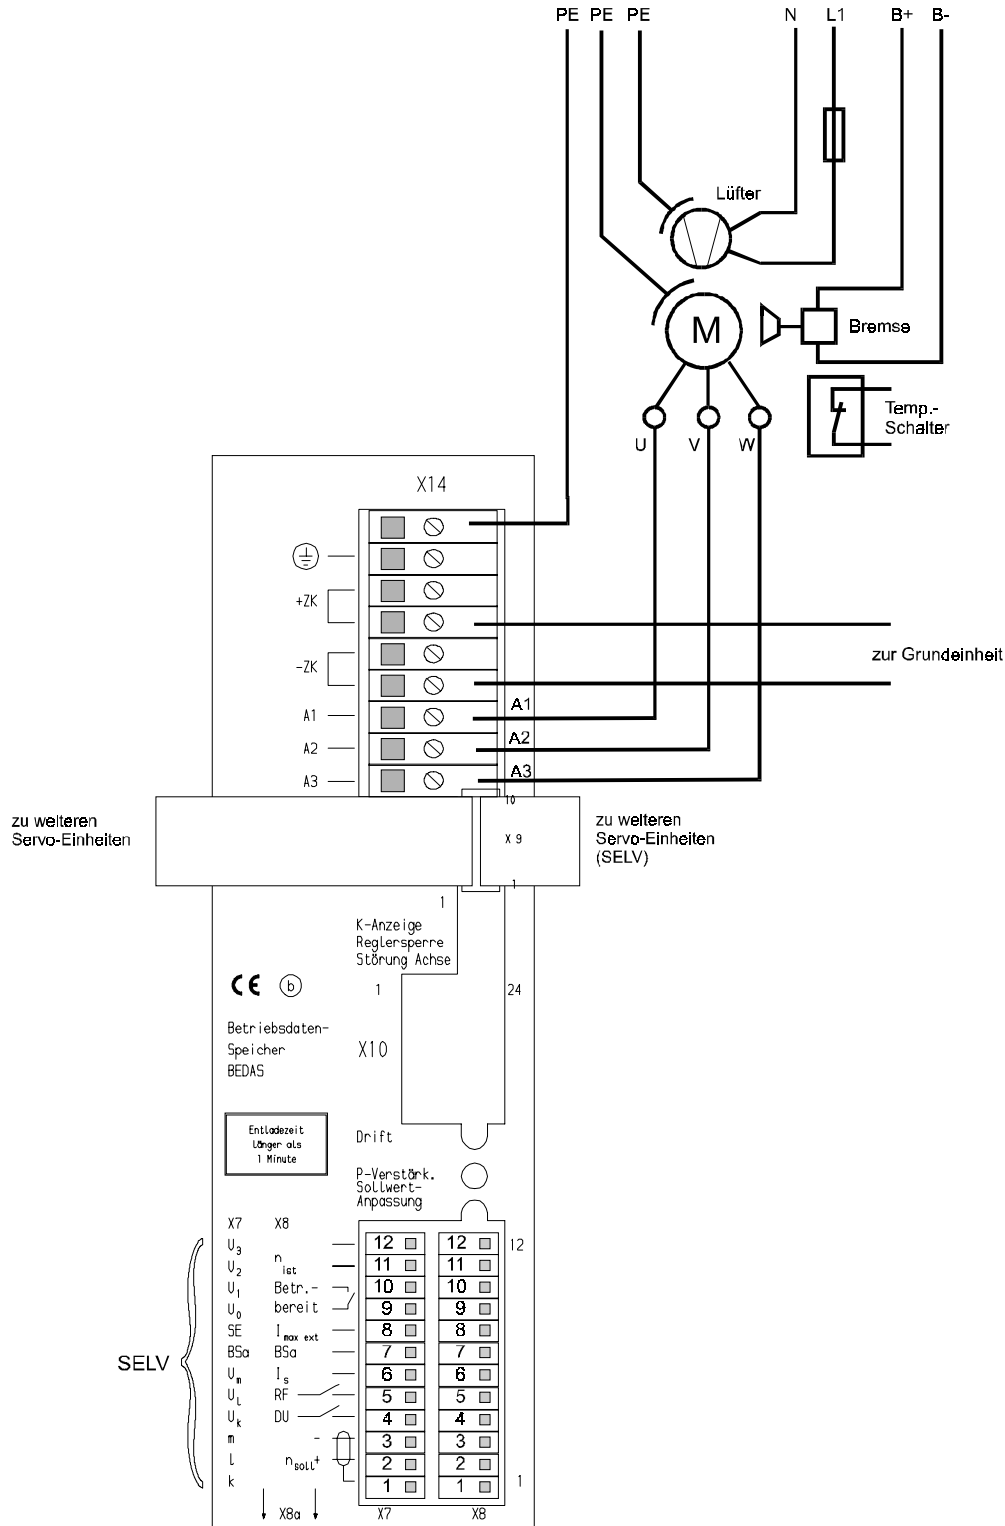 PE PE PE N L1 B+ B-
Lüfter
M
Bremse
Temp.-
Schalter
U V W
X14
+ZK
-ZK
zur Grundeinheit
A1 A1
A2 A2
A3 A3
10
zu weiteren
Servo-Einheiten
X 9
zu weiteren
Servo-Einheiten
(SELV)
1
1
K-Anzeige
Reglersperre
Störung Achse
CE b 1 24
Betriebsdaten-
Speicher
BEDAS
X10
Entladezeit
länger als
1 Minute
Drift
P-Verstärk.
Sollwert-
Anpassung
X7 X8
U3 12 12 12
U2 n ist 11 11
U1 Betr.- 10 10
U0 bereit 9 9
SE I max ext 8 8
BSa BSa 7 7
SELV
Um Is 6 6
UL RF 5 5
Uk DU 4 4
m - 3 3
l nsoll+ 2 2
k 1 1 1
X8a X7 X8